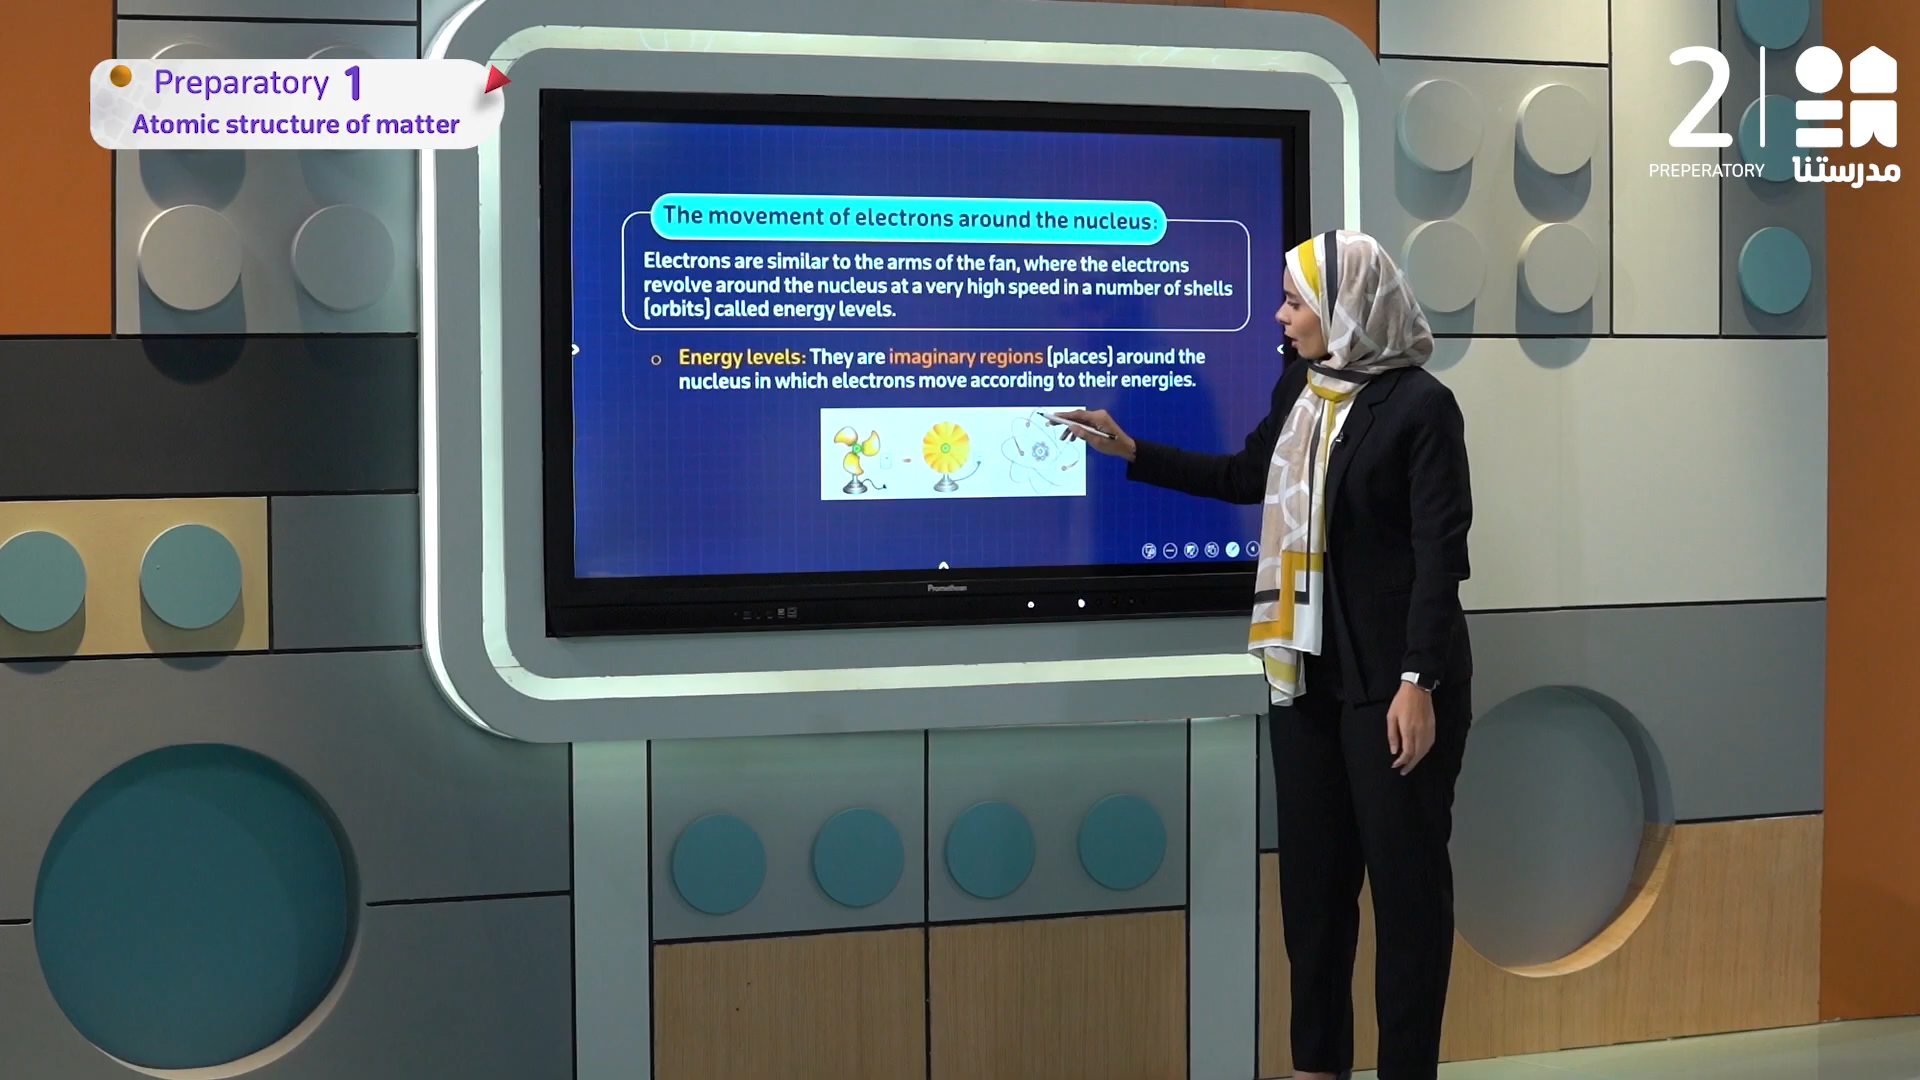 Preparatory 1
Atomic structure of matter
2
PREPERATORY
مدرستنا
The movement of electrons around the nucleus:
Electrons are similar to the arms of the fan, where the electrons
revolve around the nucleus at a very high speed in a number of shells
(orbits) called energy levels.
Energy levels: They are imaginary regions (places) around the
nucleus in which electrons move according to their energies.
Promethean